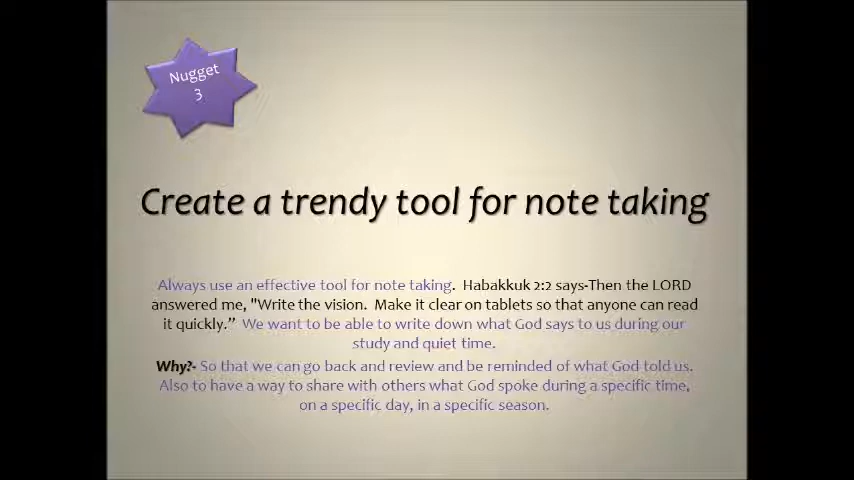 Nugget
3
Create a trendy tool for note taking
Always use an effective tool for note taking.  Habakkuk 2:2 says-Then the LORD
answered me, "Write the vision.  Make it clear on tablets so that anyone can read
it quickly.”  We want to be able to write down what God says to us during our
study and quiet time.
Why?- So that we can go back and review and be reminded of what God told us.
Also to have a way to share with others what God spoke during a specific time,
on a specific day, in a specific season.